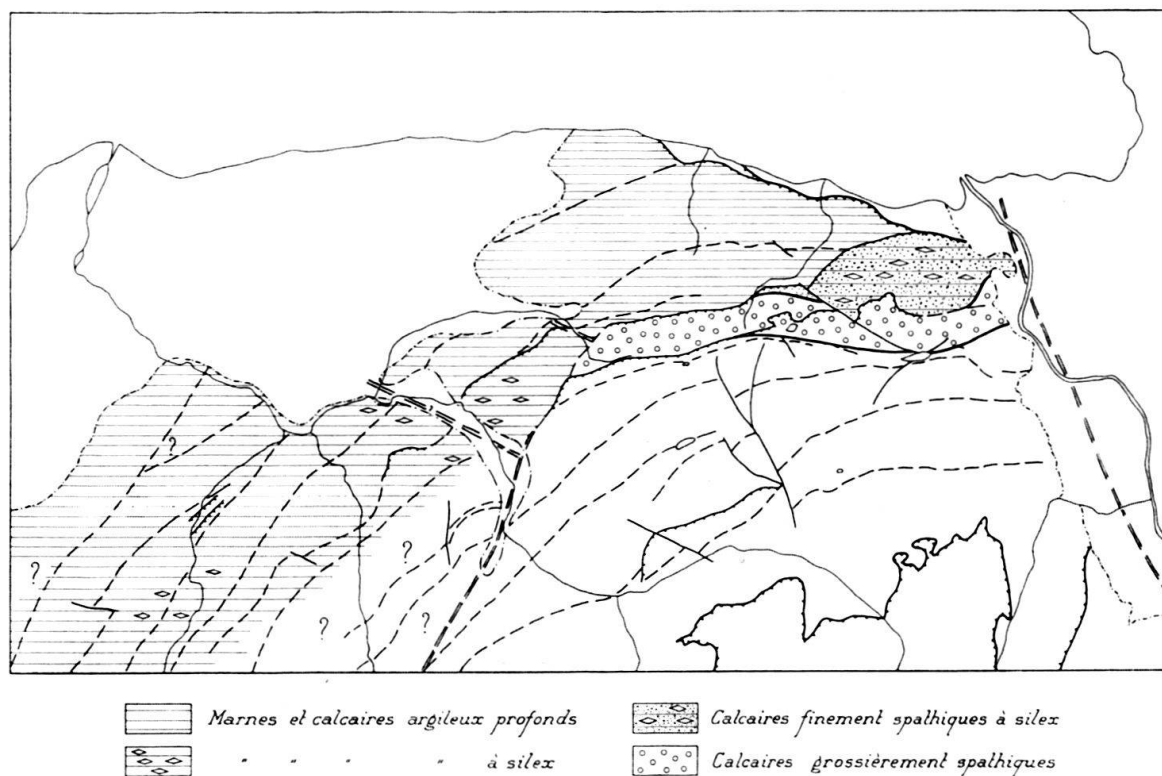 ?
?
?
?
?
Marnes et calcaires argileux profonds
" " " " à silex
Calcaires finement spathiques à silex
Calcaires grossièrement spathiques